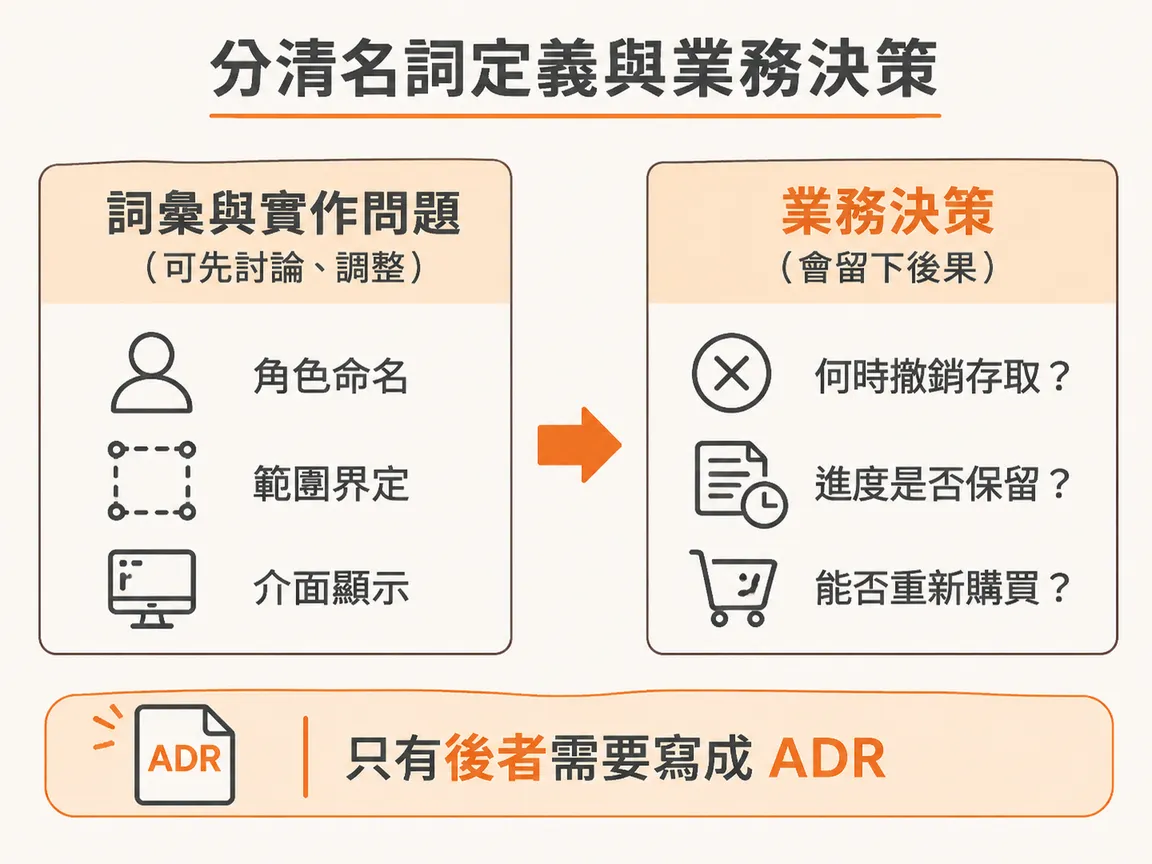 分清名詞定義與業務決策
詞彙與實作問題
（可先討論、調整）
角色命名
範圍界定
介面顯示
業務決策
（會留下後果）
何時撤銷存取？
進度是否保留？
能否重新購買？
ADR
只有後者需要寫成 ADR